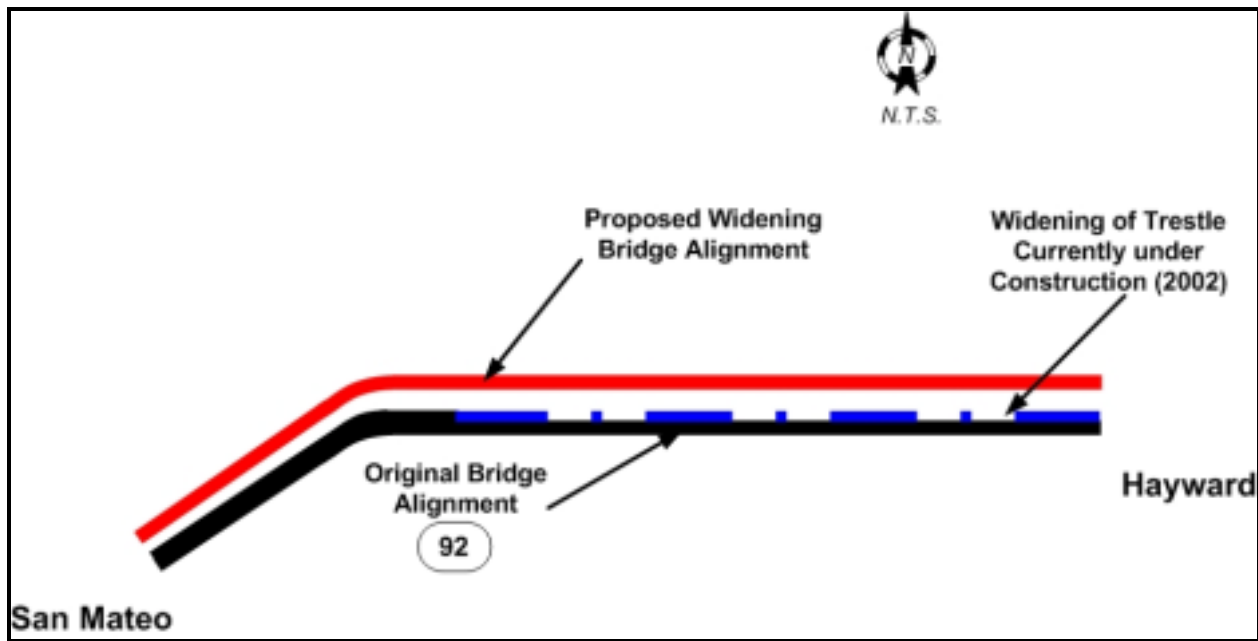 N
N.T.S.
Proposed Widening
Bridge Alignment
Widening of Trestle
Currently under
Construction (2002)
Original Bridge
Alignment
92
Hayward
San Mateo